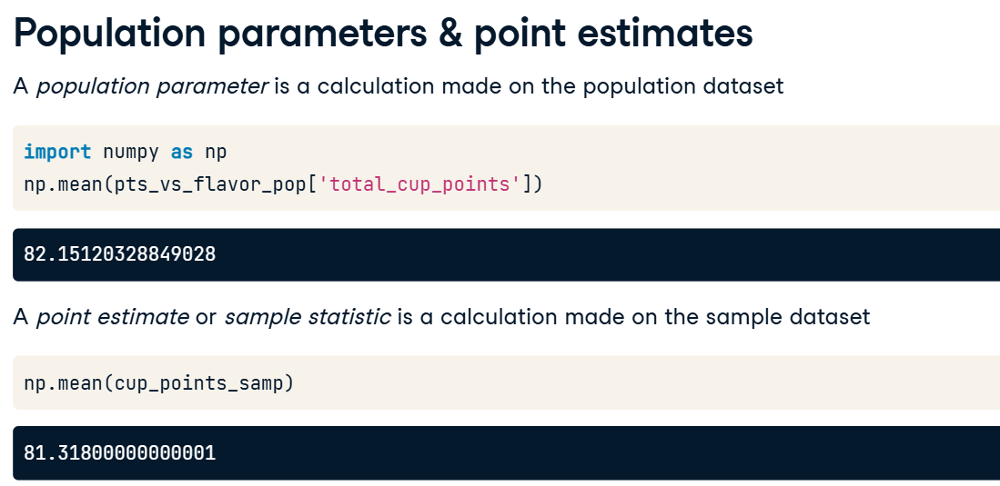 Population parameters & point estimates
A population parameter is a calculation made on the population dataset
import numpy as np
np.mean(pts_vs_flavor_pop['total_cup_points'])
82.15120328849028
A point estimate or sample statistic is a calculation made on the sample dataset
np.mean(cup_points_samp)
81.31800000000001